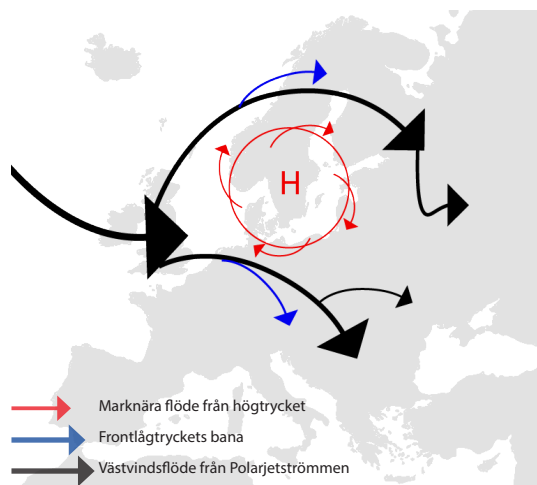 H
Marknära flöde från högtrycket
Frontlågtryckets bana
Västvindsflöde från Polarjetströmmen